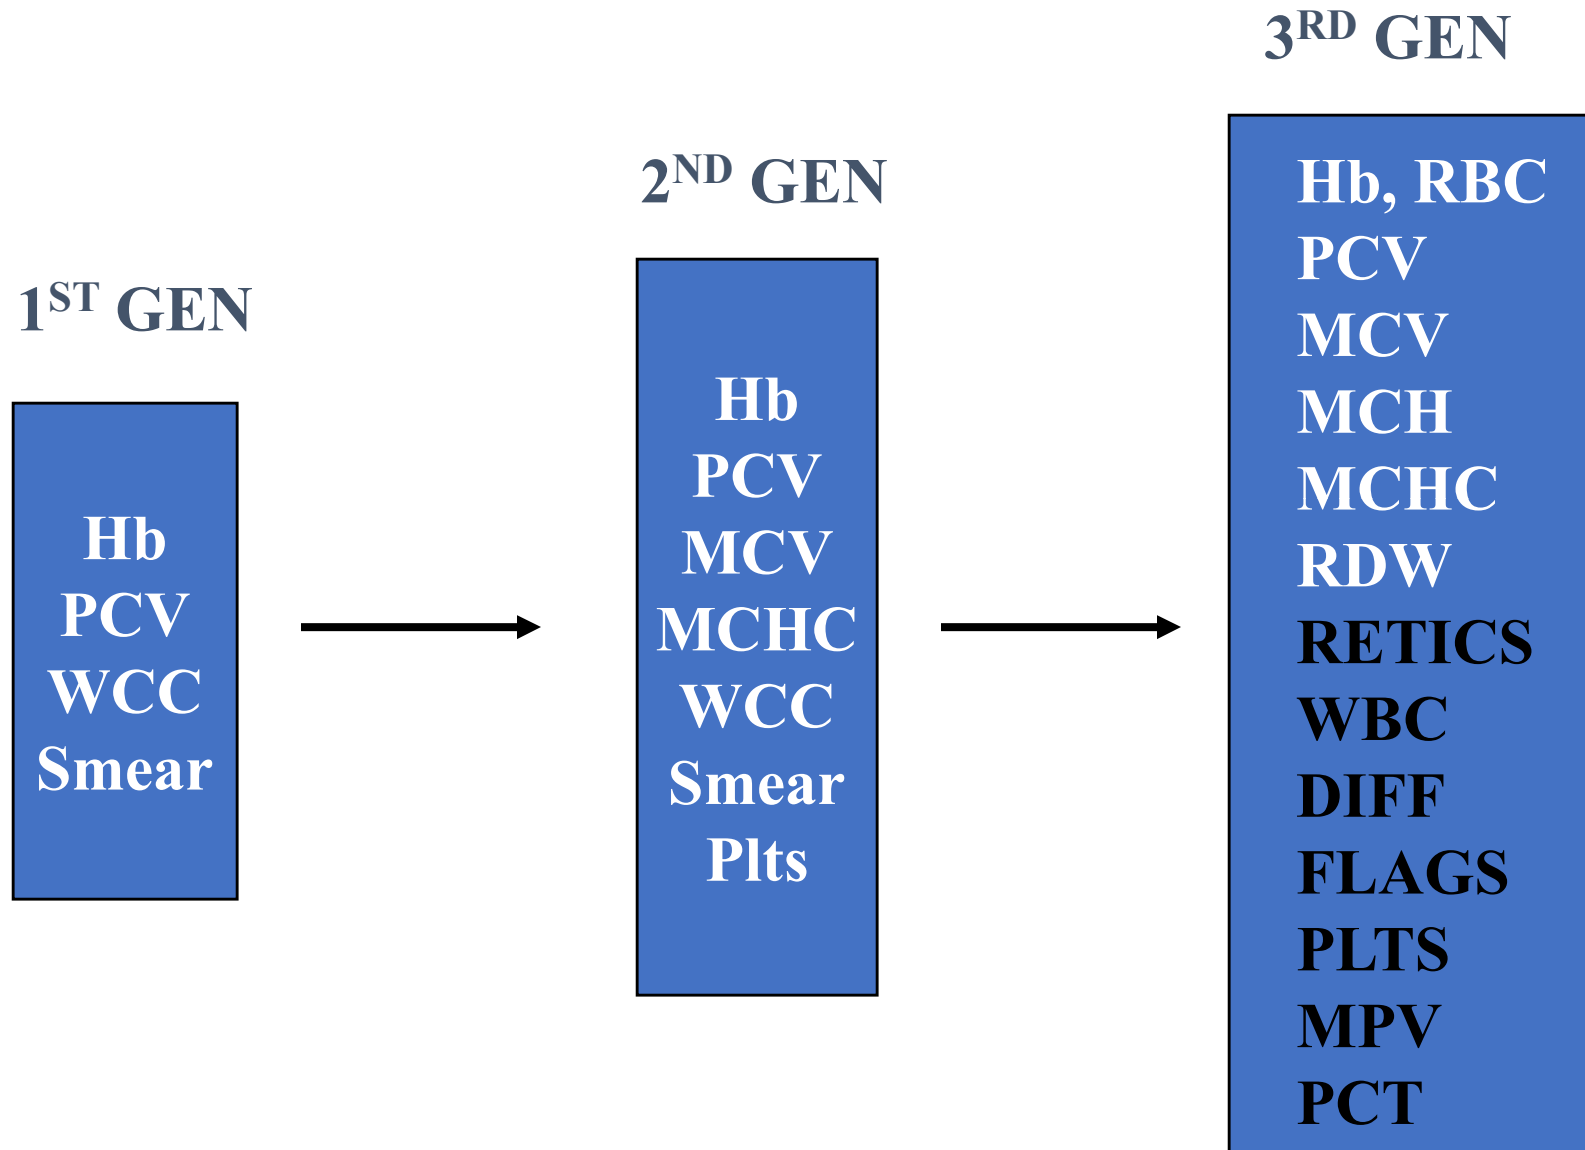 1ST GEN
Hb
PCV
WCC
Smear
2ND GEN
Hb
PCV
MCV
MCHC
WCC
Smear
Plts
3RD GEN
Hb, RBC
PCV
MCV
MCH
MCHC
RDW
RETICS
WBC
DIFF
FLAGS
PLTS
MPV
PCT